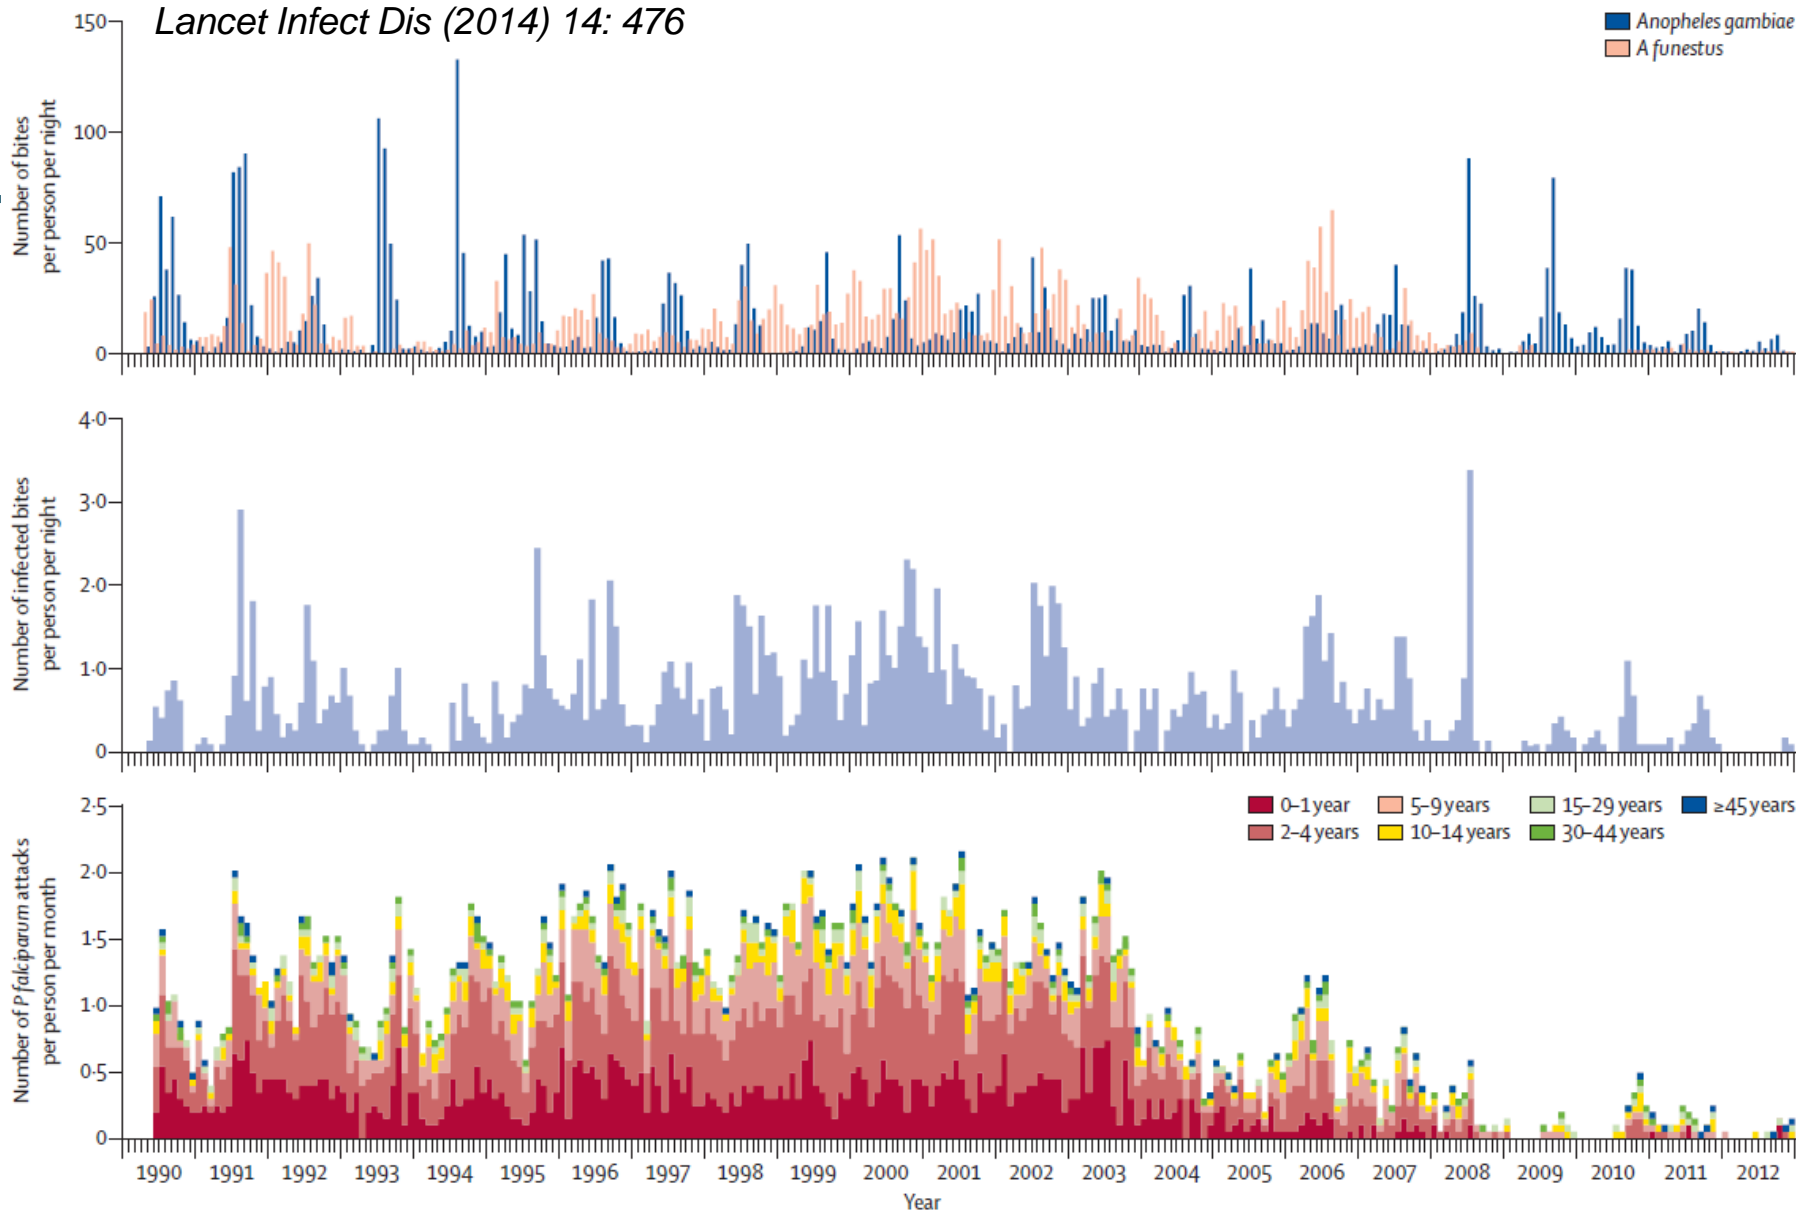 Lancet Infect Dis (2014) 14: 476
Anopheles gambiae
A funestus
Number of bites
per person per night
150
100
50
0
Number of infected bites
per person per night
4·0
3·0
2·0
1·0
0
Number of P falciparum attacks
per person per month
2·5
2·0
1·5
1·0
0·5
0
0–1 year
5–9 years
15–29 years
≥45 years
2–4 years
10–14 years
30–44 years
1990 1991 1992 1993 1994 1995 1996 1997 1998 1999 2000 2001 2002 2003 2004 2005 2006 2007 2008 2009 2010 2011 2012
Year